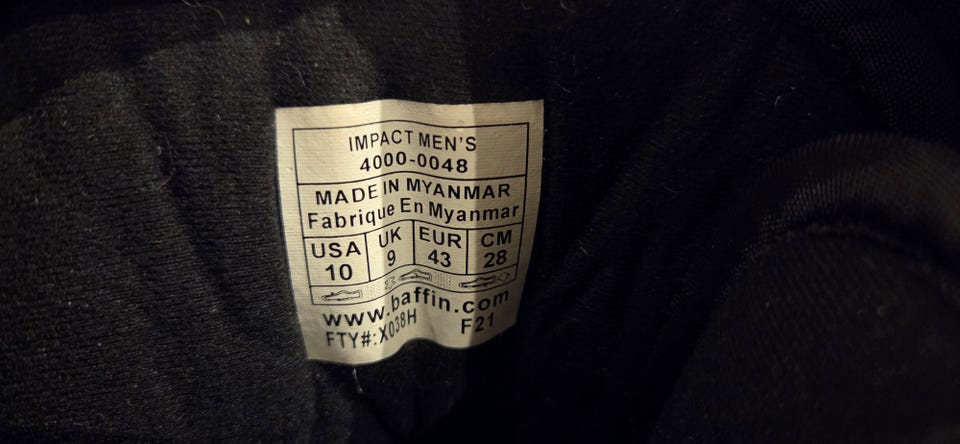 IMPACT MEN'S
4000-0048
MADE IN MYANMAR
Fabrique En Myanmar
USA UK EUR CM
10 9 43 28
www.baffin.com
FTY#:X038H F21